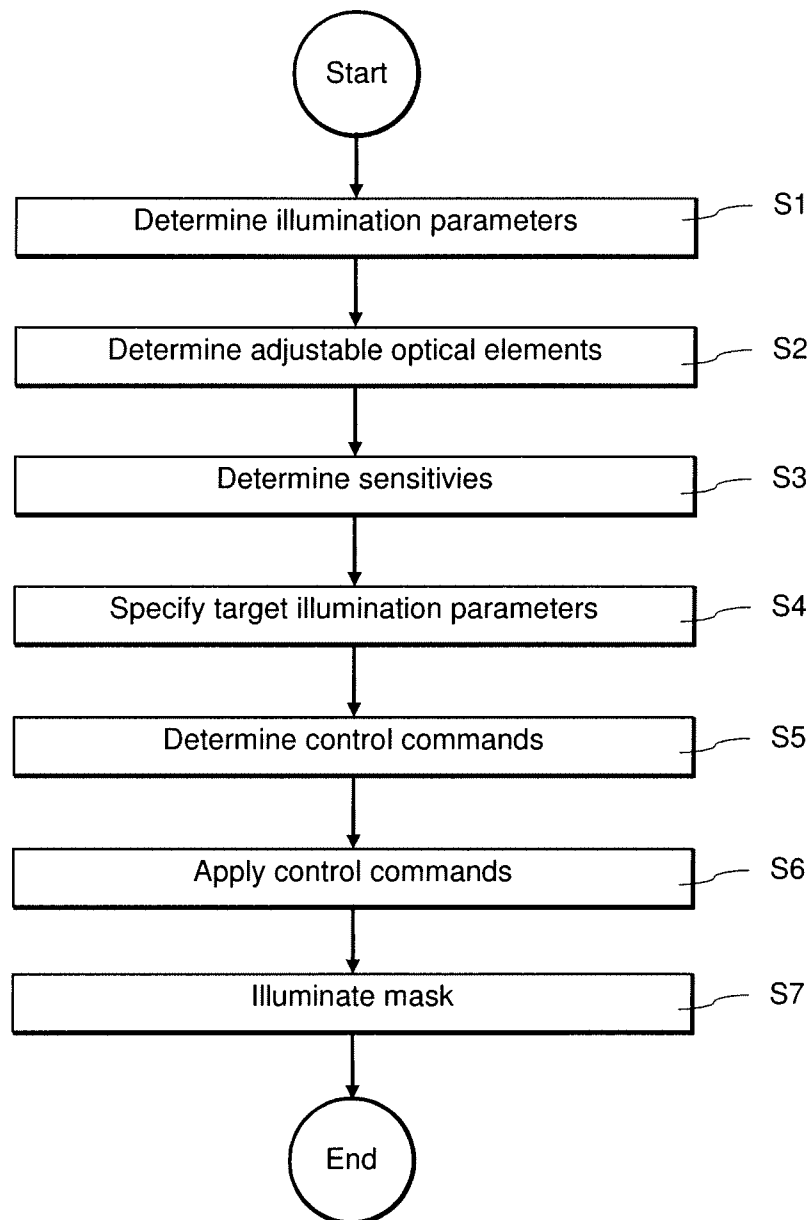 Start
Determine illumination parameters S1
Determine adjustable optical elements S2
Determine sensitivies S3
Specify target illumination parameters S4
Determine control commands S5
Apply control commands S6
Illuminate mask S7
End